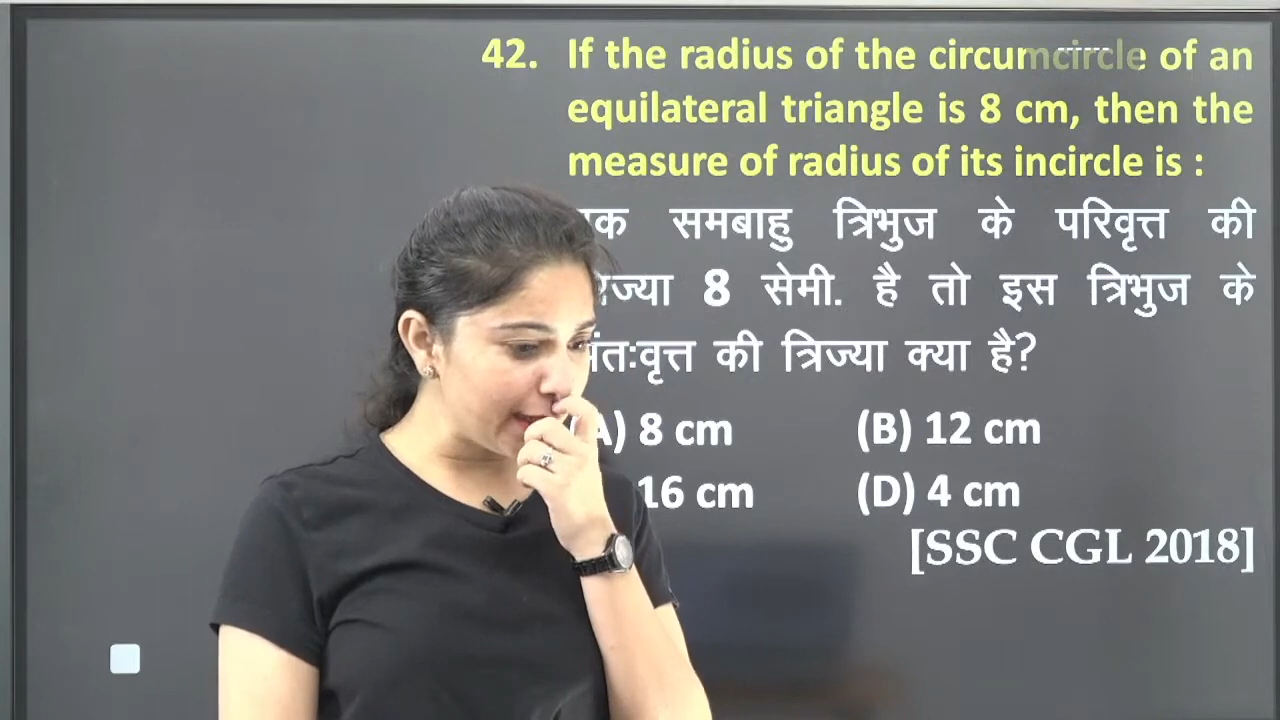 42. If the radius of the circumcircle of an
equilateral triangle is 8 cm, then the
measure of radius of its incircle is :
समबाहु त्रिभुज के परिवृत्त की
8 सेमी. है तो इस त्रिभुज के
की त्रिज्या क्या है?
(A) 8 cm (B) 12 cm
16 cm (D) 4 cm
[SSC CGL 2018]